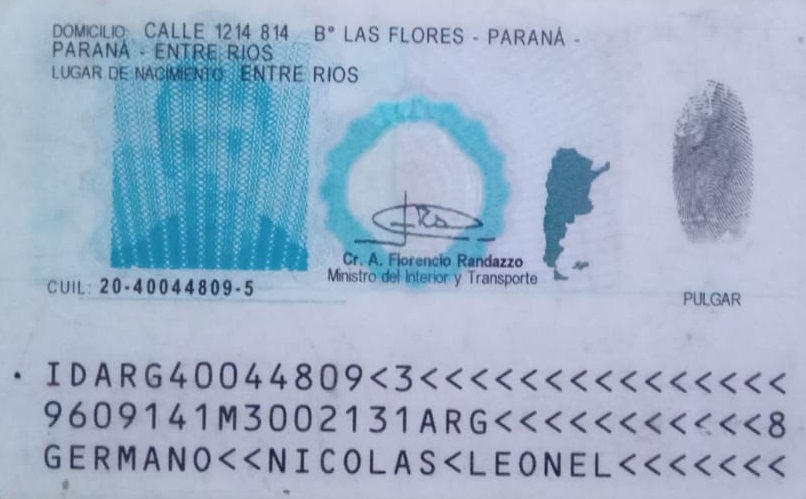 DOMICILIO: CALLE 1214 814 Bº LAS FLORES - PARANÁ -
PARANÁ - ENTRE RIOS
LUGAR DE NACIMIENTO: ENTRE RIOS
Cr. A. Florencio Randazzo
Ministro del Interior y Transporte
CUIL: 20-40044809-5
PULGAR
IDARG40044809<3<<<<<<<<<<<<<<<
9609141M3002131ARG<<<<<<<<<<<8
GERMANO<<NICOLAS<LEONEL<<<<<<<